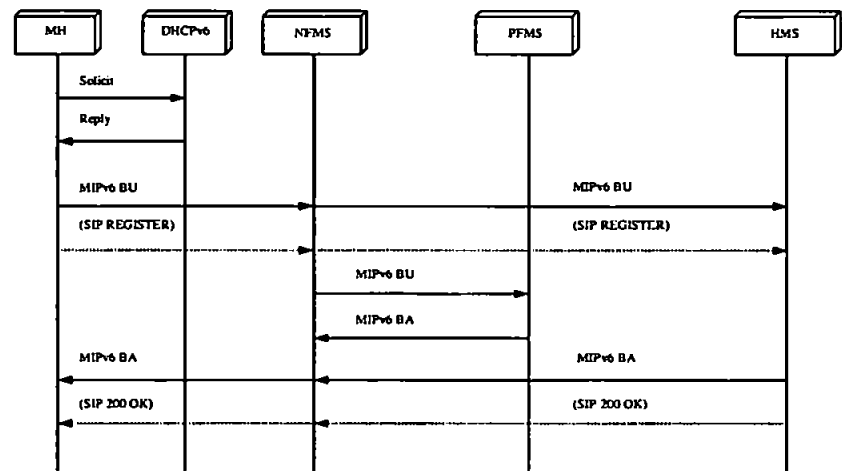 MH DHCPv6 NFMS PFMS HMS
Solicit
Reply
MIPv6 BU MIPv6 BU
(SIP REGISTER) (SIP REGISTER)
MIPv6 BU
MIPv6 BA
MIPv6 BA MIPv6 BA
(SIP 200 OK) (SIP 200 OK)